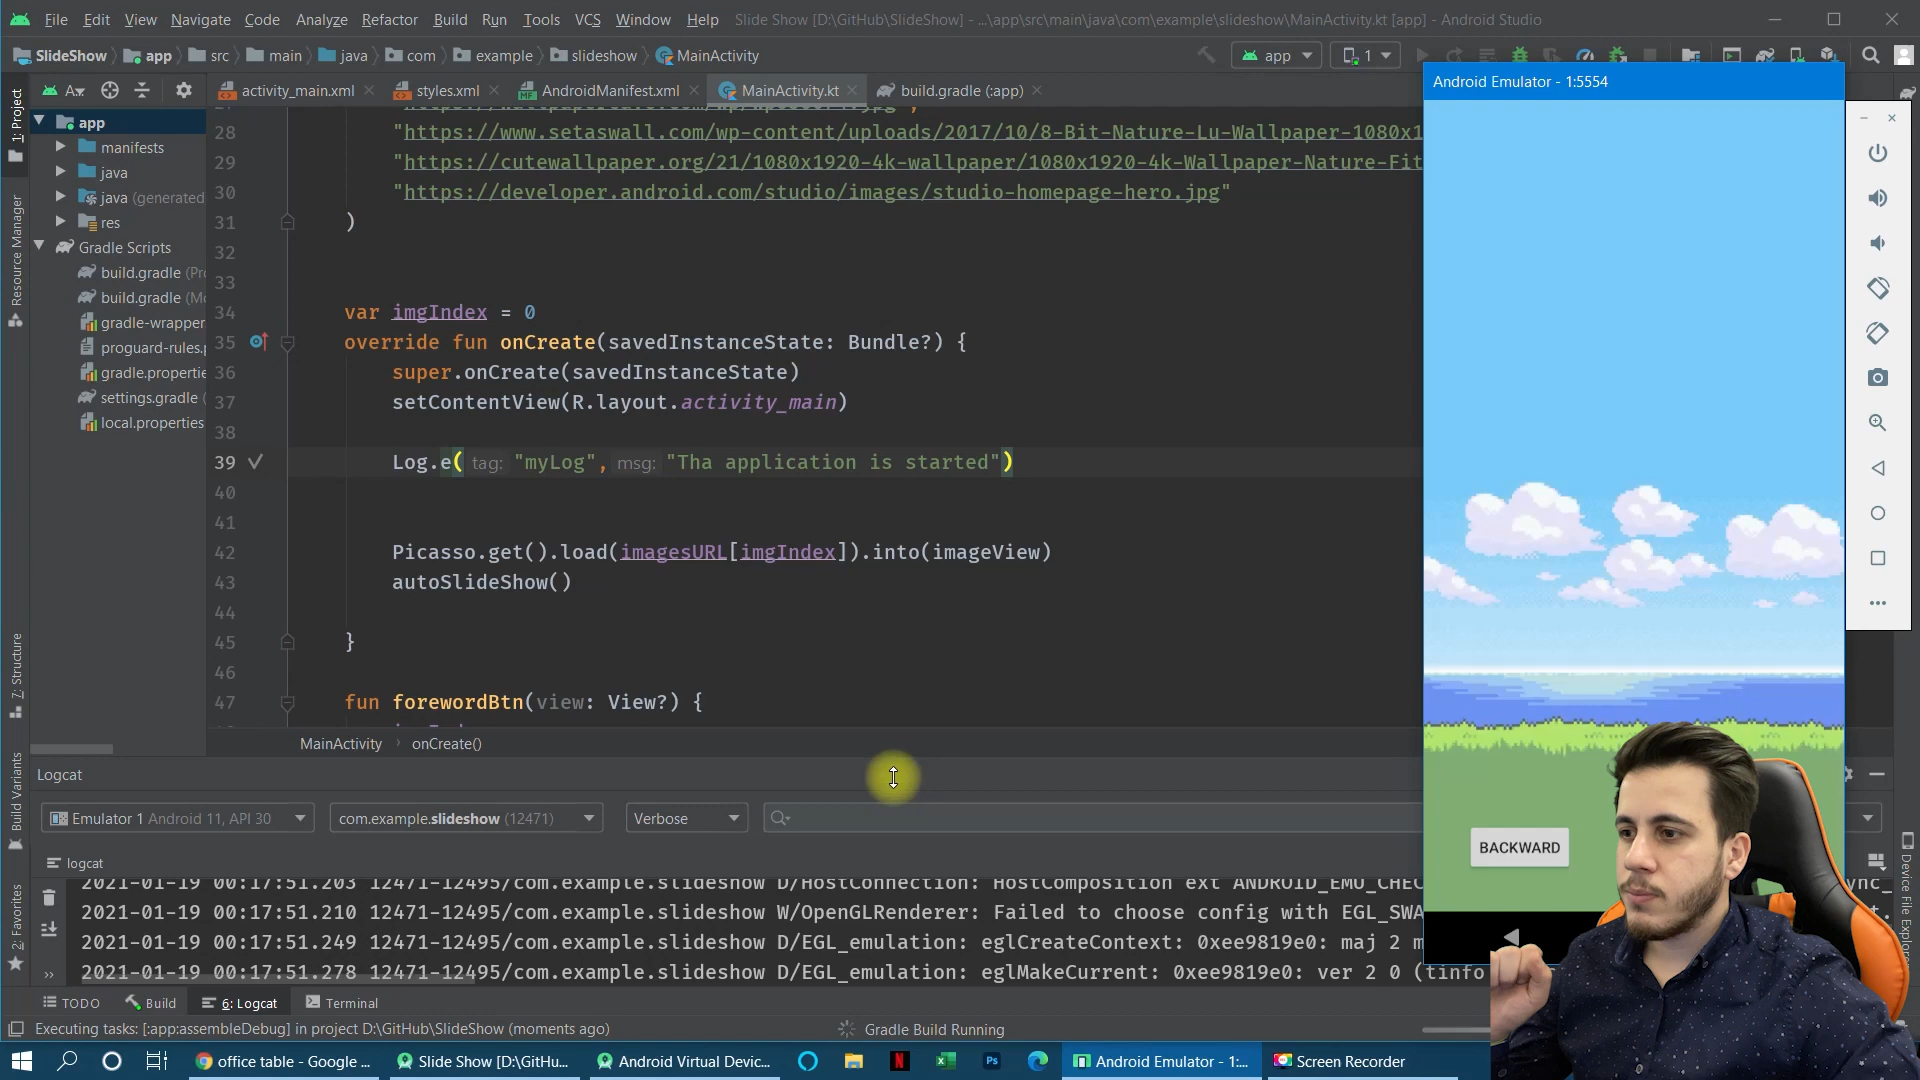 File Edit View Navigate Code Analyze Refactor Build Run Tools VCS Window Help Slide Show [D:\GitHub\SlideShow] - ...\app\src\main\java\com\example\slideshow\MainActivity.kt [app] - Android Studio
SlideShow app src main java com example slideshow MainActivity app 1
Android Emulator - 1:5554
1: Project
Resource Manager
7: Structure
Build Variants
2: Favorites
Device File Explorer
activity_main.xml styles.xml AndroidManifest.xml MainActivity.kt build.gradle (:app)
app
manifests
java
java (generated
res
Gradle Scripts
build.gradle (Pr
build.gradle (M
gradle-wrapper
proguard-rules.
gradle.propertie
settings.gradle (
local.properties
28 "https://www.setaswall.com/wp-content/uploads/2017/10/8-Bit-Nature-Lu-Wallpaper-1080x1
29 "https://cutewallpaper.org/21/1080x1920-4k-wallpaper/1080x1920-4k-Wallpaper-Nature-Fit
30 "https://developer.android.com/studio/images/studio-homepage-hero.jpg"
31 )
32
33
34 var imgIndex = 0
35 override fun onCreate(savedInstanceState: Bundle?) {
36 super.onCreate(savedInstanceState)
37 setContentView(R.layout.activity_main)
38
39 Log.e( tag: "myLog", msg: "Tha application is started")
40
41
42 Picasso.get().load(imagesURL[imgIndex]).into(imageView)
43 autoSlideShow()
44
45 }
46
47 fun forewordBtn(view: View?) {
MainActivity › onCreate()
Logcat
Emulator 1 Android 11, API 30 com.example.slideshow (12471) Verbose
logcat
2021-01-19 00:17:51.203 12471-12495/com.example.slideshow D/HostConnection: HostComposition ext ANDROID_EMU_CHEC
2021-01-19 00:17:51.210 12471-12495/com.example.slideshow W/OpenGLRenderer: Failed to choose config with EGL_SWA
2021-01-19 00:17:51.249 12471-12495/com.example.slideshow D/EGL_emulation: eglCreateContext: 0xee9819e0: maj 2 m
2021-01-19 00:17:51.278 12471-12495/com.example.slideshow D/EGL_emulation: eglMakeCurrent: 0xee9819e0: ver 2 0 (tinfo
BACKWARD
TODO Build 6: Logcat Terminal
Executing tasks: [:app:assembleDebug] in project D:\GitHub\SlideShow (moments ago) Gradle Build Running
office table - Google ... Slide Show [D:\GitHu... Android Virtual Devic... Android Emulator - 1:... Screen Recorder